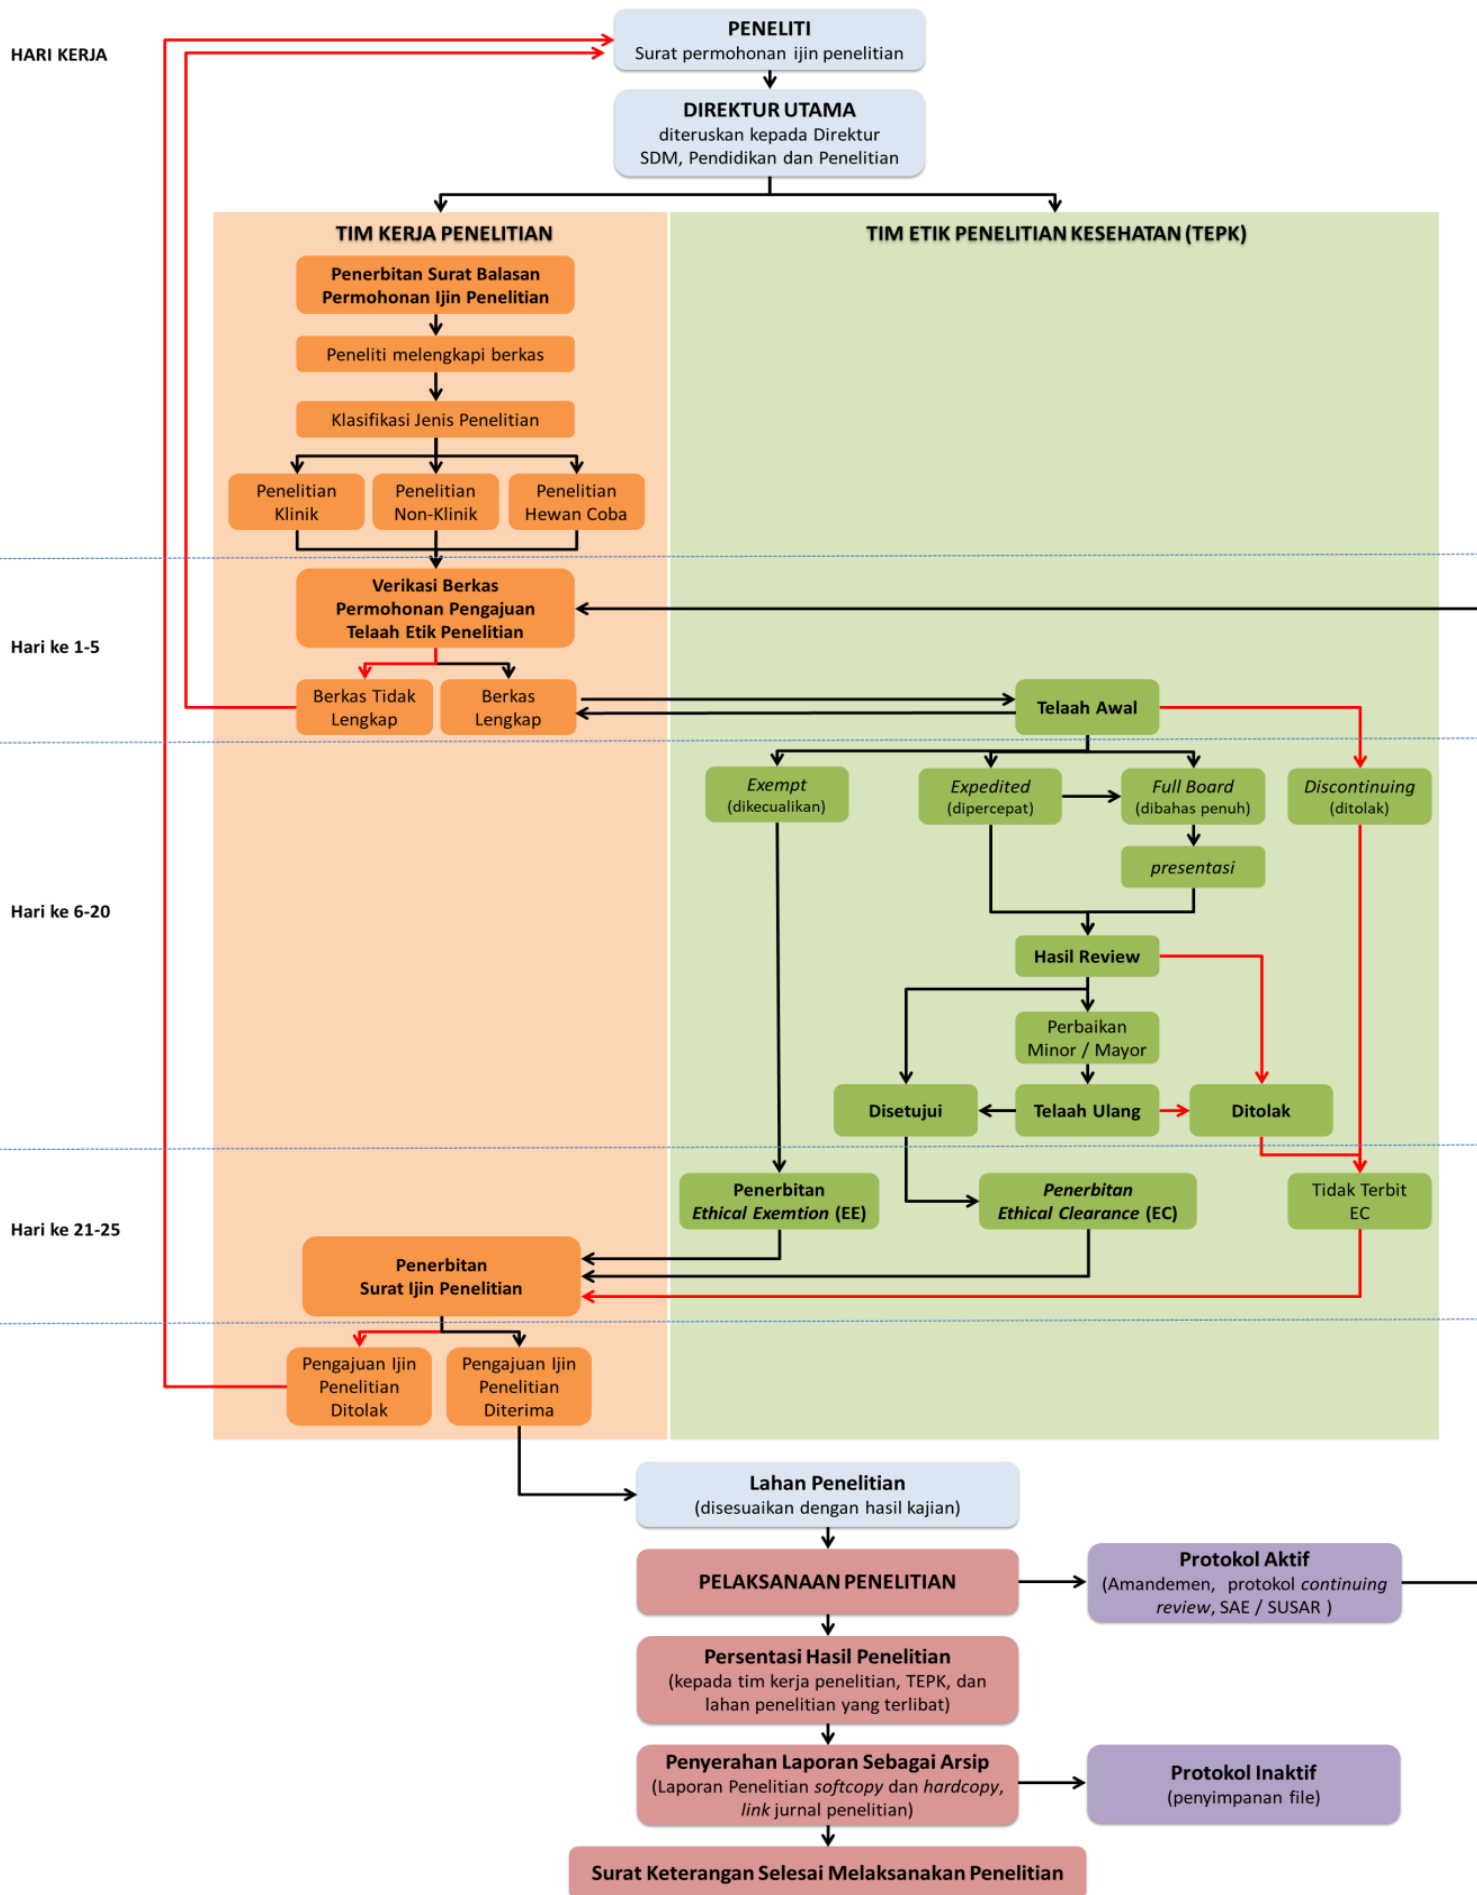 HARI KERJA
PENELITI
Surat permohonan ijin penelitian
DIREKTUR UTAMA
diteruskan kepada Direktur
SDM, Pendidikan dan Penelitian
TIM KERJA PENELITIAN
TIM ETIK PENELITIAN KESEHATAN (TEPK)
Penerbitan Surat Balasan
Permohonan Ijin Penelitian
Peneliti melengkapi berkas
Klasifikasi Jenis Penelitian
Penelitian
Klinik
Penelitian
Non-Klinik
Penelitian
Hewan Coba
Hari ke 1-5
Verikasi Berkas
Permohonan Pengajuan
Telaah Etik Penelitian
Berkas Tidak
Lengkap
Berkas
Lengkap
Telaah Awal
Hari ke 6-20
Exempt
(dikecualikan)
Expedited
(dipercepat)
Full Board
(dibahas penuh)
Discontinuing
(ditolak)
presentasi
Hasil Review
Perbaikan
Minor / Mayor
Disetujui
Telaah Ulang
Ditolak
Hari ke 21-25
Penerbitan
Ethical Exemtion (EE)
Penerbitan
Ethical Clearance (EC)
Tidak Terbit
EC
Penerbitan
Surat Ijin Penelitian
Pengajuan Ijin
Penelitian
Ditolak
Pengajuan Ijin
Penelitian
Diterima
Lahan Penelitian
(disesuaikan dengan hasil kajian)
PELAKSANAAN PENELITIAN
Protokol Aktif
(Amandemen, protokol continuing
review, SAE / SUSAR )
Persentasi Hasil Penelitian
(kepada tim kerja penelitian, TEPK, dan
lahan penelitian yang terlibat)
Penyerahan Laporan Sebagai Arsip
(Laporan Penelitian softcopy dan hardcopy,
link jurnal penelitian)
Protokol Inaktif
(penyimpanan file)
Surat Keterangan Selesai Melaksanakan Penelitian